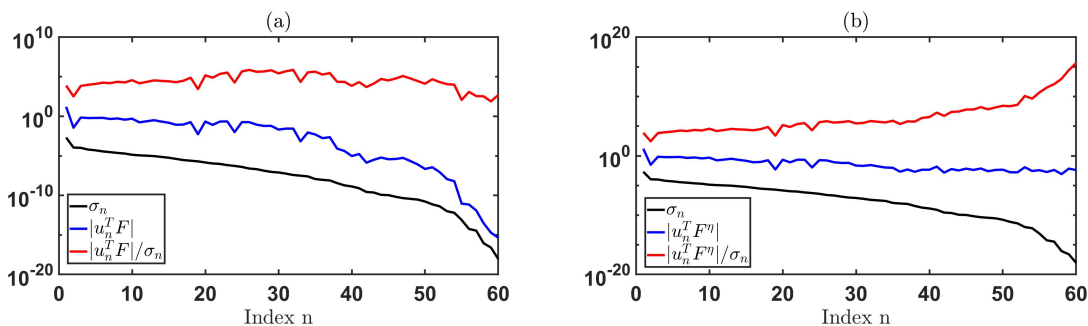 (a)
10^{10}
10^{0}
10^{-10}
10^{-20}
σ_n
|u_n^T F|
|u_n^T F|/σ_n
0 10 20 30 40 50 60
Index n
(b)
10^{20}
10^{0}
10^{-20}
σ_n
|u_n^T F^η|
|u_n^T F^η|/σ_n
0 10 20 30 40 50 60
Index n